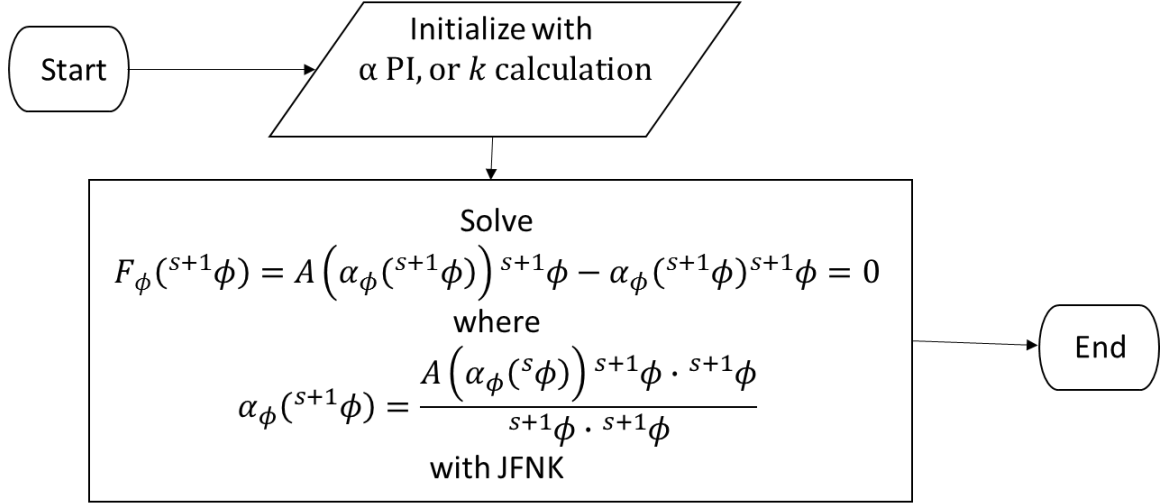 Start
Initialize with
α PI, or k calculation
Solve
F_ϕ(^{s+1}ϕ) = A(α_ϕ(^{s+1}ϕ)) ^{s+1}ϕ − α_ϕ(^{s+1}ϕ)^{s+1}ϕ = 0
where
α_ϕ(^{s+1}ϕ) = \frac{A(α_ϕ(^{s}ϕ)) ^{s+1}ϕ · ^{s+1}ϕ}{^{s+1}ϕ · ^{s+1}ϕ}
with JFNK
End